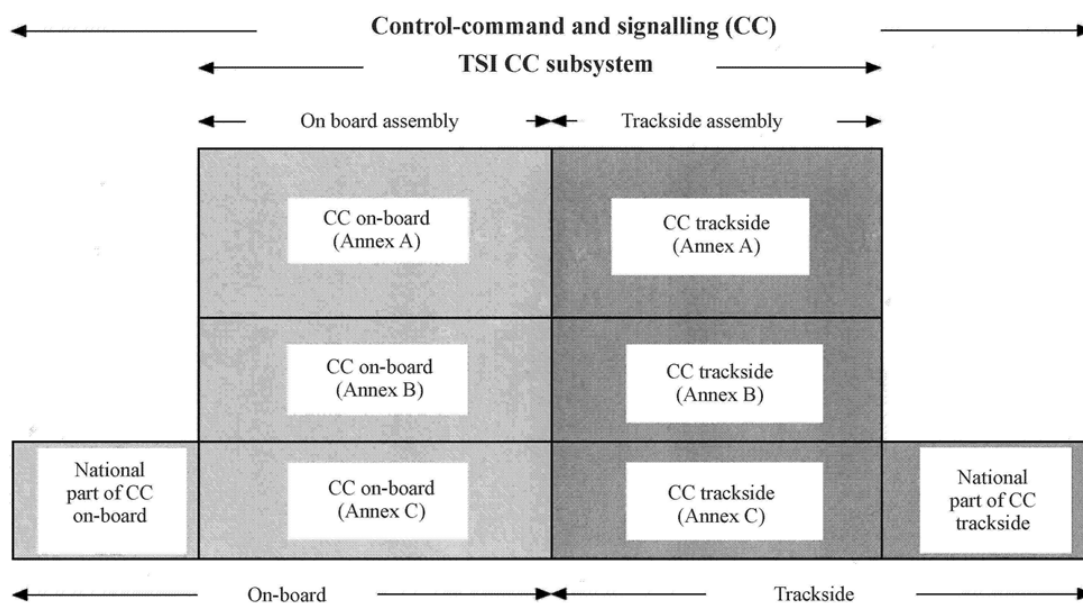 Control-command and signalling (CC)
TSI CC subsystem
On board assembly
Trackside assembly
CC on-board
(Annex A)
CC trackside
(Annex A)
CC on-board
(Annex B)
CC trackside
(Annex B)
National
part of CC
on-board
CC on-board
(Annex C)
CC trackside
(Annex C)
National
part of CC
trackside
On-board
Trackside